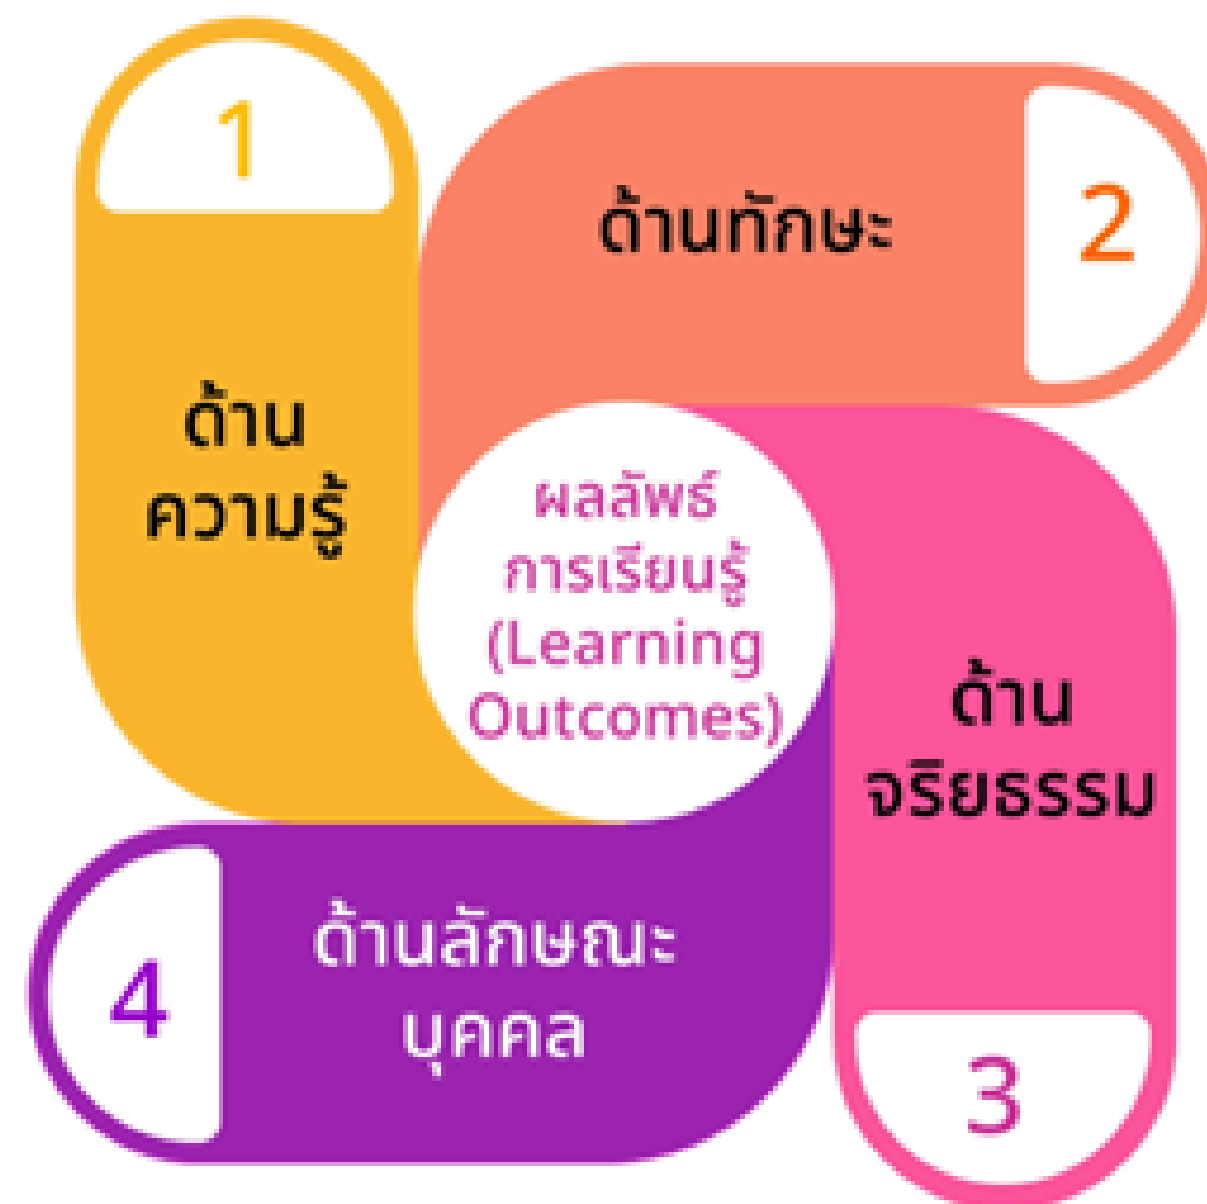 1
ด้าน
ความรู้
ด้านทักษะ
2
ผลลัพธ์
การเรียนรู้
(Learning
Outcomes)
ด้าน
จริยธรรม
3
4
ด้านลักษณะ
บุคคล